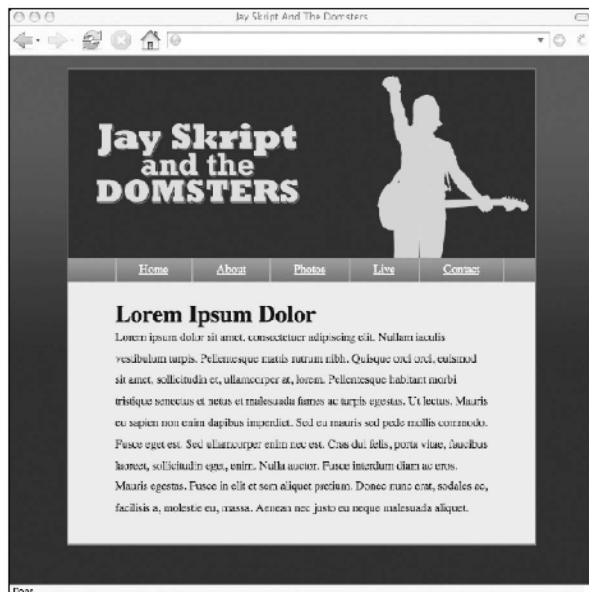 Jay Skript And The Domsters
Jay Skript
and the
DOMSTERS
Home About Photos Live Contact
Lorem Ipsum Dolor
Lorem ipsum dolor sit amet, consectetuer adipiscing elit. Nullam iaculis
vestibulum turpis. Pellentesque mattis rutrum nibh. Quisque orci orci, euismod
sit amet, sollicitudin et, ullamcorper at, lorem. Pellentesque habitant morbi
tristique senectus et netus et malesuada fames ac turpis egestas. Ut lectus. Mauris
eu sapien non enim dapibus imperdiet. Sed eu mauris sed pede mollis commodo.
Fusce eget est. Sed ullamcorper enim nec est. Cras dui felis, porta vitae, faucibus
laoreet, sollicitudin eget, enim. Nulla auctor. Fusce interdum diam ac eros.
Mauris egestas. Fusce in elit et sem aliquet pretium. Donec nunc erat, sodales ac,
facilisis a, molestie eu, massa. Aenean nec justo eu neque malesuada aliquet.
Done